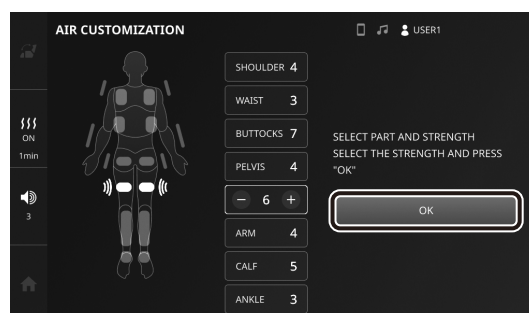 AIR CUSTOMIZATION
USER1
ON
1min
3
SHOULDER 4
WAIST 3
BUTTOCKS 7
PELVIS 4
− 6 +
ARM 4
CALF 5
ANKLE 3
SELECT PART AND STRENGTH
SELECT THE STRENGTH AND PRESS
"OK"
OK